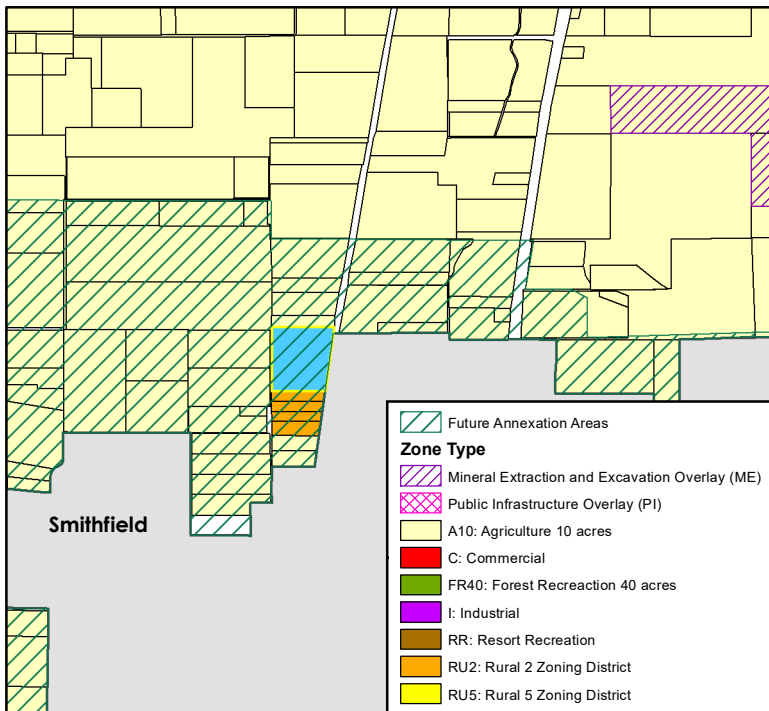 Smithfield
Future Annexation Areas
Zone Type
Mineral Extraction and Excavation Overlay (ME)
Public Infrastructure Overlay (PI)
A10: Agriculture 10 acres
C: Commercial
FR40: Forest Recreaction 40 acres
I: Industrial
RR: Resort Recreation
RU2: Rural 2 Zoning District
RU5: Rural 5 Zoning District